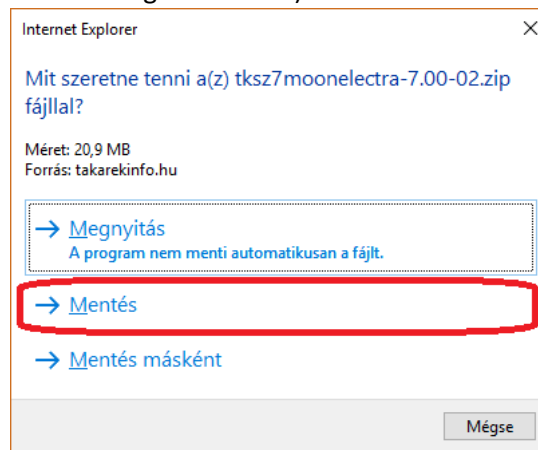 Internet Explorer
Mit szeretne tenni a(z) tksz7moonelectra-7.00-02.zip
fájllal?
Méret: 20,9 MB
Forrás: takarekinfo.hu
Megnyitás
A program nem menti automatikusan a fájlt.
Mentés
Mentés másként
Mégse